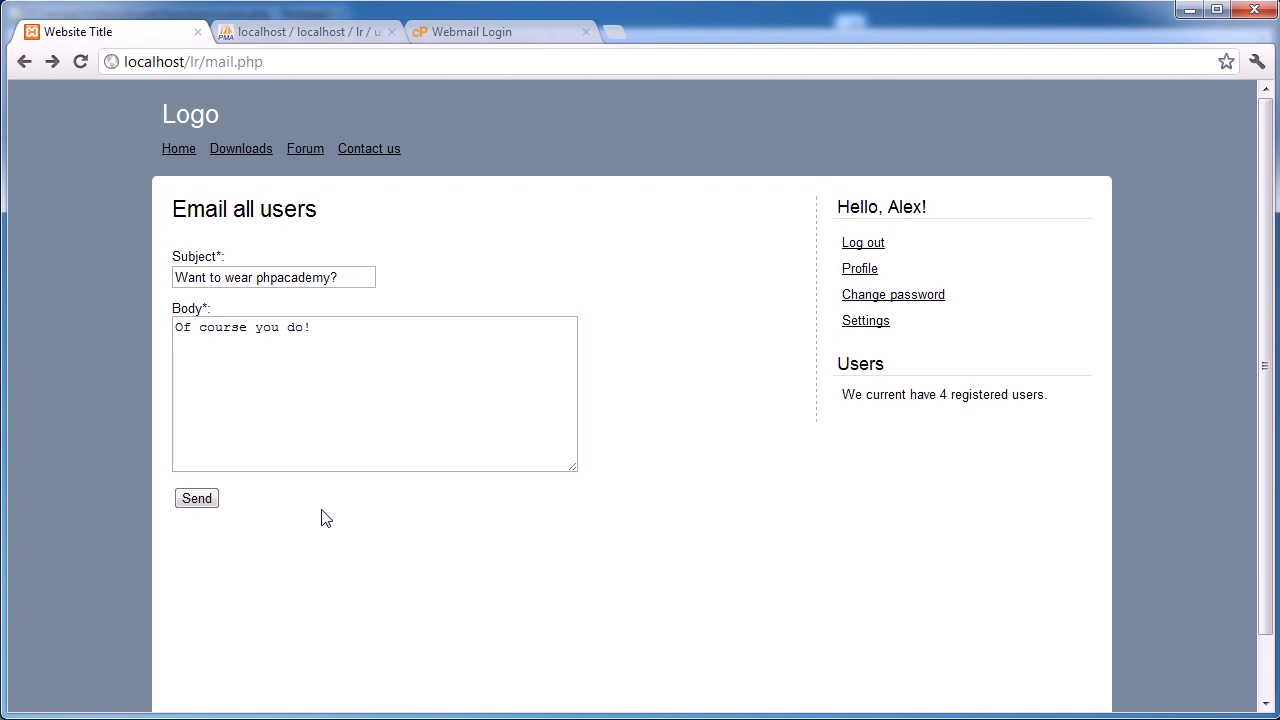 Website Title
localhost / localhost / lr / u
cP Webmail Login
localhost/lr/mail.php
Logo
Home Downloads Forum Contact us
Email all users
Subject*:
Want to wear phpacademy?
Body*:
Of course you do!
Send
Hello, Alex!
Log out
Profile
Change password
Settings
Users
We current have 4 registered users.